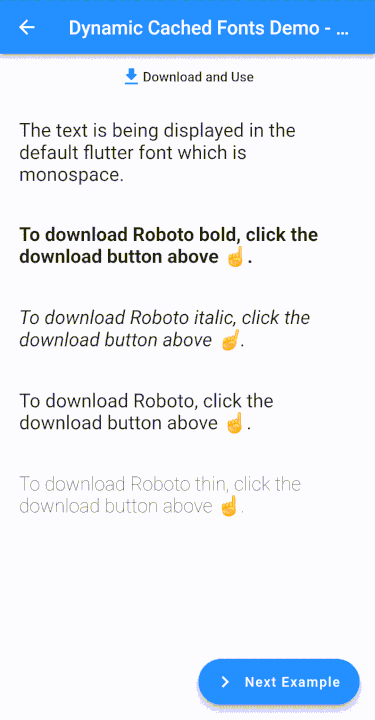 Dynamic Cached Fonts Demo - ...
Download and Use
The text is being displayed in the
default flutter font which is
monospace.
To download Roboto bold, click the
download button above ☝️.
To download Roboto italic, click the
download button above ☝️.
To download Roboto, click the
download button above ☝️.
To download Roboto thin, click the
download button above ☝️.
Next Example